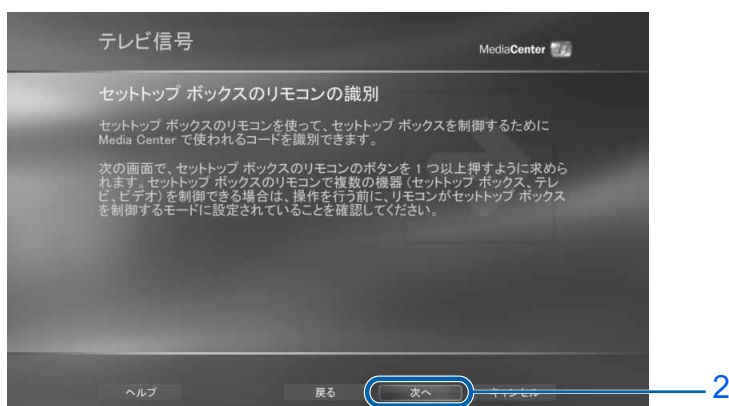 テレビ信号
MediaCenter
セットトップ ボックスのリモコンの識別
セットトップ ボックスのリモコンを使って、セットトップ ボックスを制御するために
Media Center で使われるコードを識別できます。
次の画面で、セットトップ ボックスのリモコンのボタンを 1 つ以上押すように求めら
れます。セットトップ ボックスのリモコンで複数の機器 (セットトップ ボックス、テレ
ビ、ビデオ) を制御できる場合は、操作を行う前に、リモコンがセットトップ ボックス
を制御するモードに設定されていることを確認してください。
ヘルプ 戻る 次へ キャンセル 2